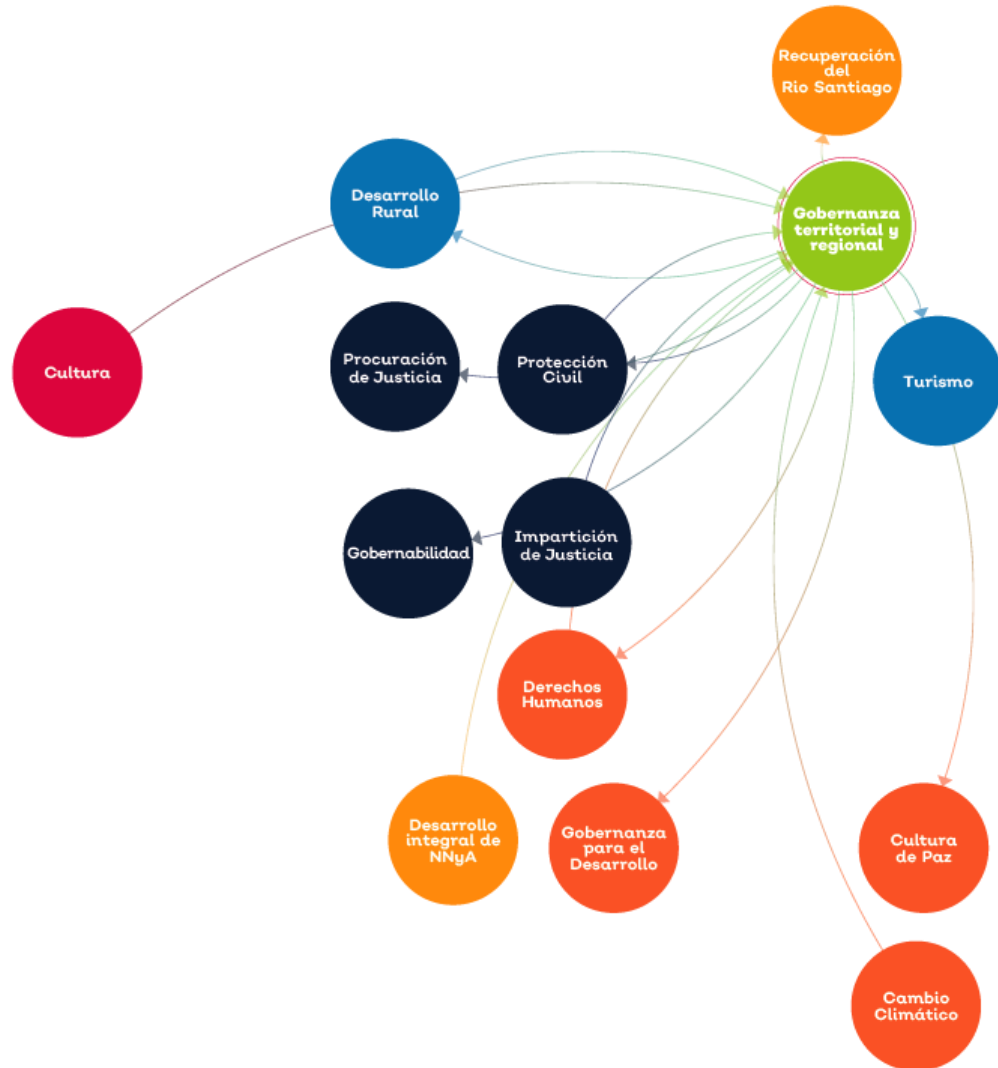 Recuperación
del
Rio Santiago
Desarrollo
Rural
Gobernanza
territorial y
regional
Cultura
Procuración
de Justicia
Protección
Civil
Turismo
Gobernabilidad
Impartición
de Justicia
Derechos
Humanos
Desarrollo
integral de
NNyA
Gobernanza
para el
Desarrollo
Cultura
de Paz
Cambio
Climático